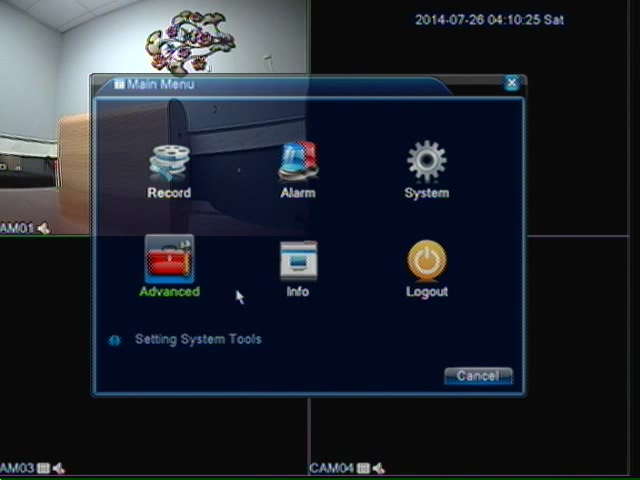 2014-07-26 04:10:25 Sat
Main Menu
Record
Alarm
System
AM01
Advanced
Info
Logout
Setting System Tools
Cancel
AM03
CAM04